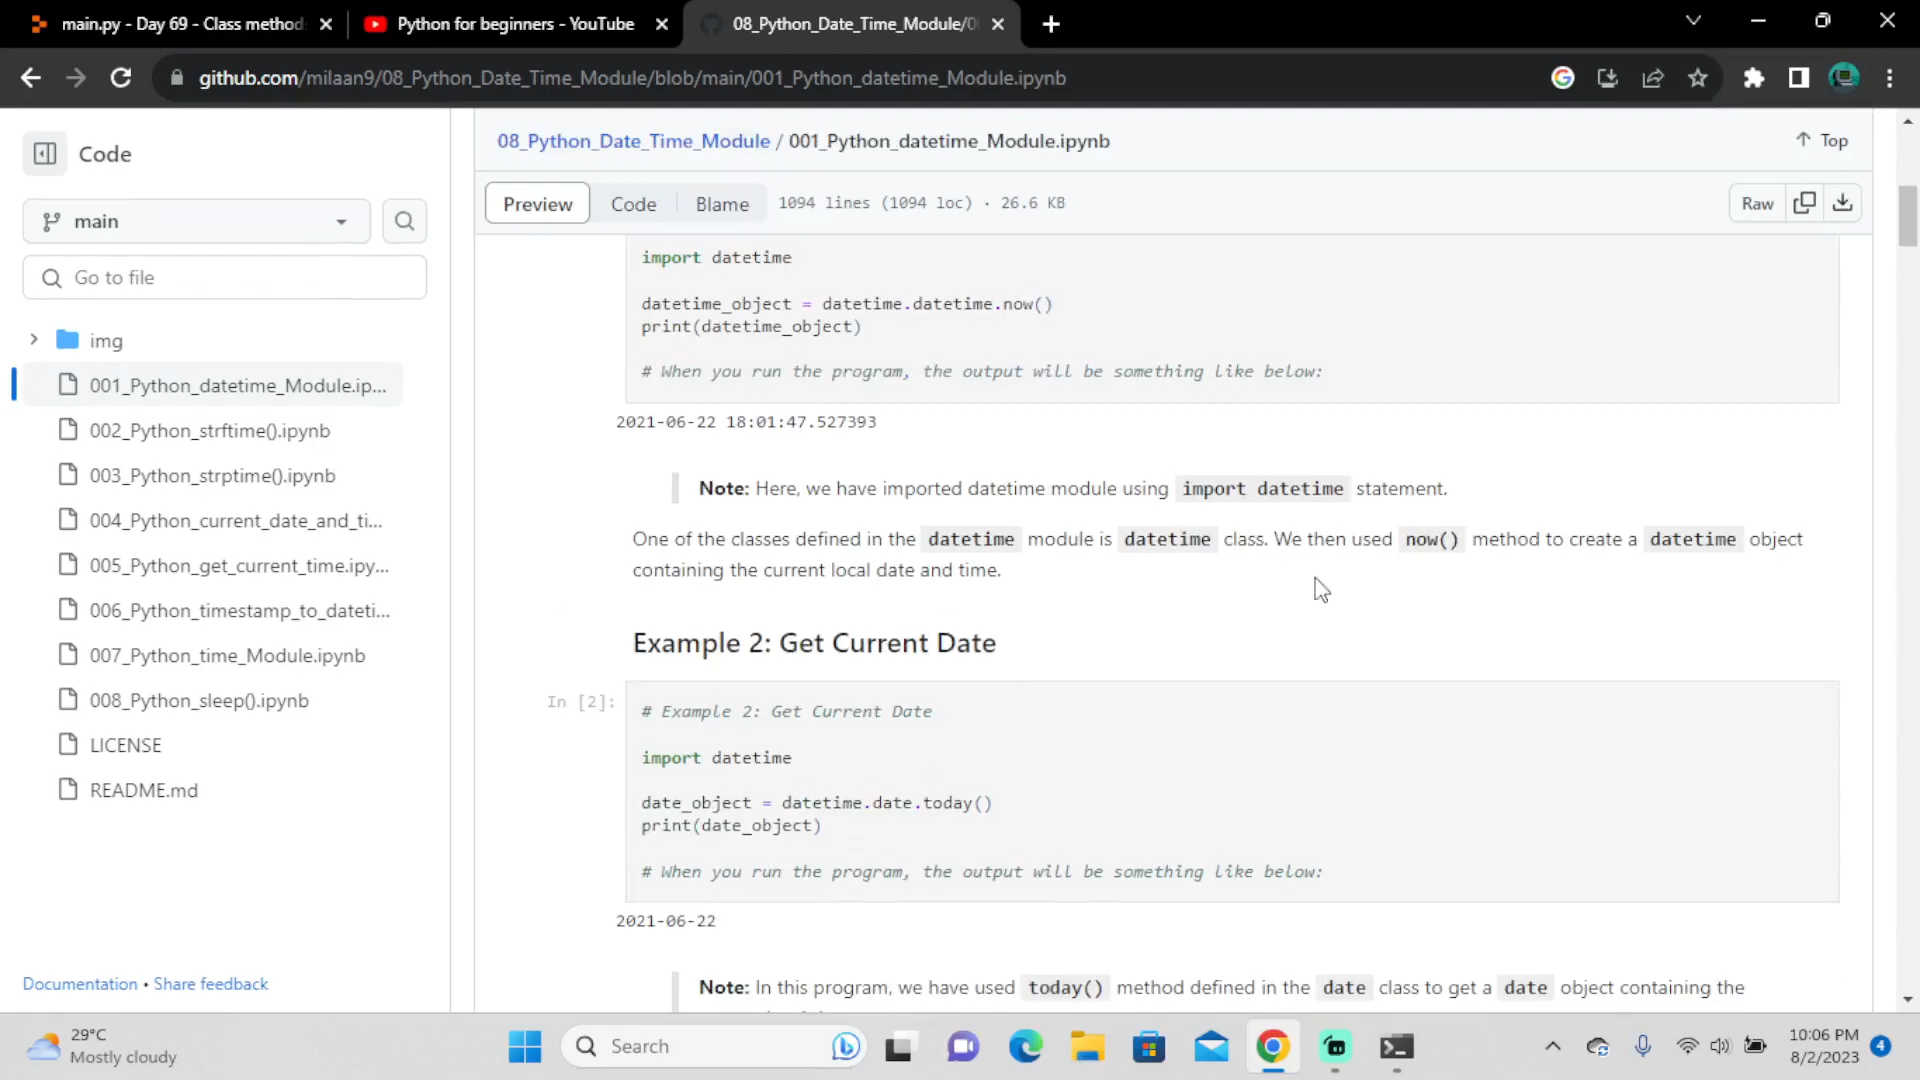 main.py - Day 69 - Class method
Python for beginners - YouTube
08_Python_Date_Time_Module/0
github.com/milaan9/08_Python_Date_Time_Module/blob/main/001_Python_datetime_Module.ipynb
Code
08_Python_Date_Time_Module / 001_Python_datetime_Module.ipynb
Top
main
Preview
Code
Blame
1094 lines (1094 loc) · 26.6 KB
Raw
Go to file
img
001_Python_datetime_Module.ip...
002_Python_strftime().ipynb
003_Python_strptime().ipynb
004_Python_current_date_and_ti...
005_Python_get_current_time.ipy...
006_Python_timestamp_to_dateti...
007_Python_time_Module.ipynb
008_Python_sleep().ipynb
LICENSE
README.md
Documentation • Share feedback
import datetime
datetime_object = datetime.datetime.now()
print(datetime_object)
# When you run the program, the output will be something like below:
2021-06-22 18:01:47.527393
Note: Here, we have imported datetime module using import datetime statement.
One of the classes defined in the datetime module is datetime class. We then used now() method to create a datetime object
containing the current local date and time.
Example 2: Get Current Date
In [2]:
# Example 2: Get Current Date
import datetime
date_object = datetime.date.today()
print(date_object)
# When you run the program, the output will be something like below:
2021-06-22
Note: In this program, we have used today() method defined in the date class to get a date object containing the
29°C
Mostly cloudy
Search
10:06 PM
8/2/2023
4